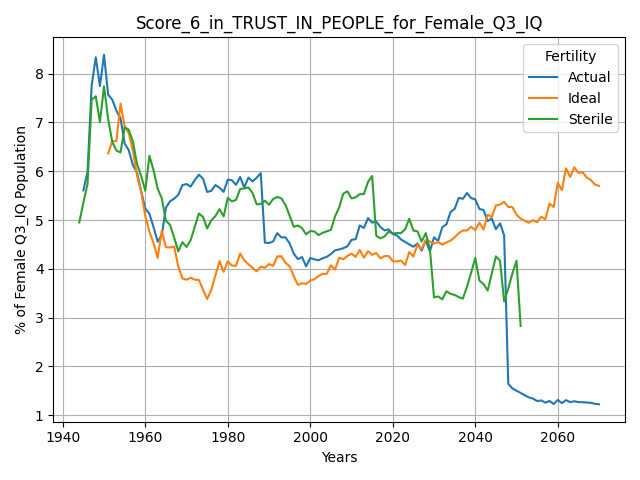 Score_6_in_TRUST_IN_PEOPLE_for_Female_Q3_IQ
% of Female Q3_IQ Population
8
7
6
5
4
3
2
1
1940
1960
1980
2000
2020
2040
2060
Years
Fertility
Actual
Ideal
Sterile